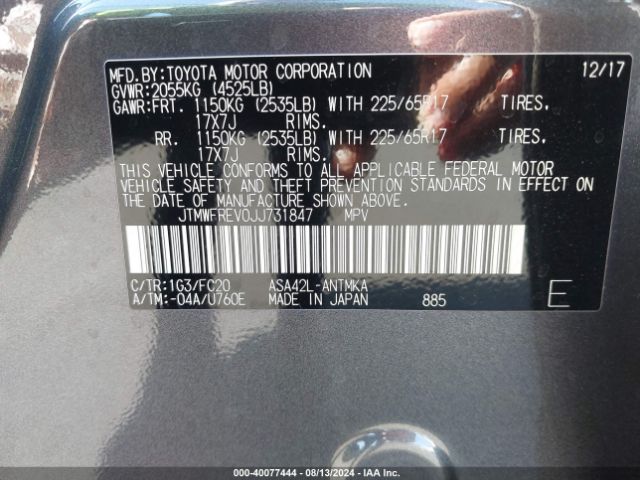 MFD.BY:TOYOTA MOTOR CORPORATION 12/17
GVWR:2055KG (4525LB)
GAWR:FRT. 1150KG (2535LB) WITH 225/65R17 TIRES,
17X7J RIMS.
RR. 1150KG (2535LB) WITH 225/65R17 TIRES,
17X7J RIMS.
THIS VEHICLE CONFORMS TO ALL APPLICABLE FEDERAL MOTOR
VEHICLE SAFETY AND THEFT PREVENTION STANDARDS IN EFFECT ON
THE DATE OF MANUFACTURE SHOWN ABOVE.
JTMWFREV0JJ731847 MPV
C/TR:1G3/FC20 ASA42L-ANTMKA
A/TM:-04A/U760E MADE IN JAPAN 885 E
000-40077444 - 08/13/2024 - IAA Inc.